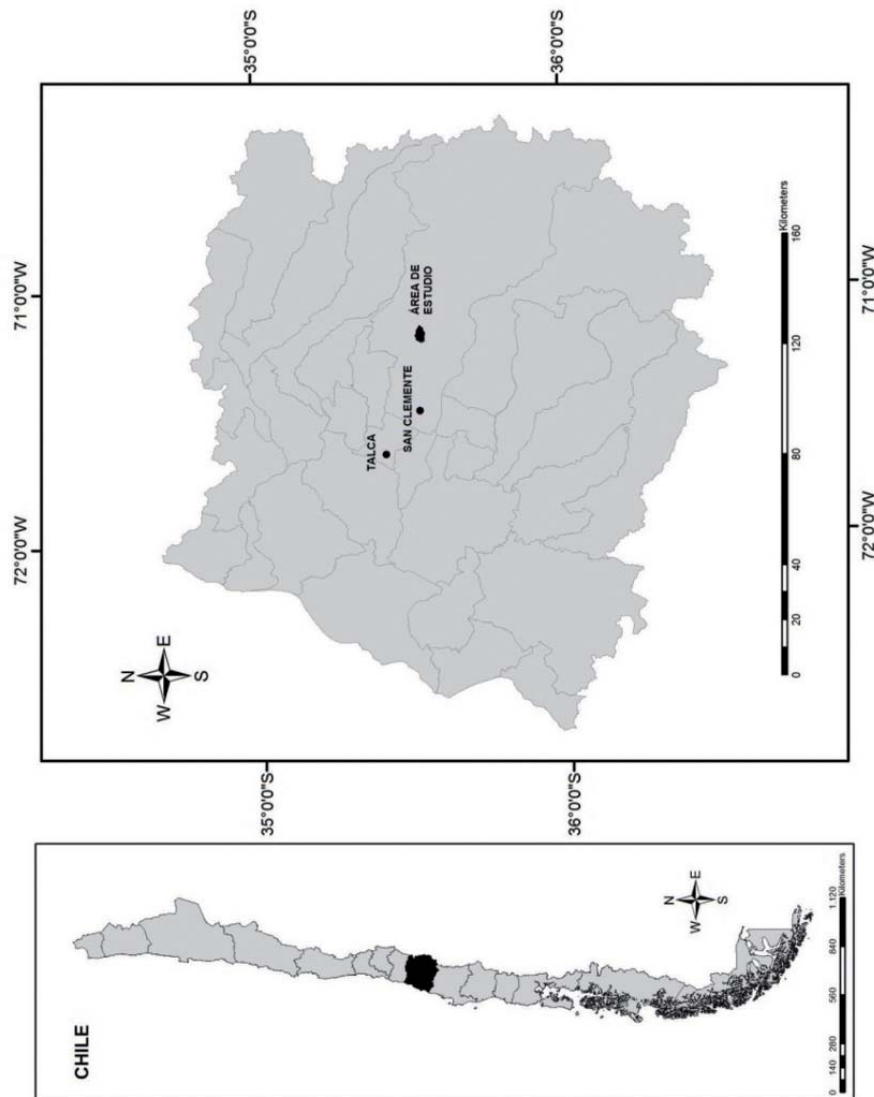 CHILE
N
W E
S
0 140 280 560 840 1.120
Kilometers
72°0'0"W 71°0'0"W
35°0'0"S 35°0'0"S
N
W E
S
TALCA
SAN CLEMENTE
ÁREA DE
ESTUDIO
36°0'0"S 36°0'0"S
Kilometers
0 20 40 80 120 160
72°0'0"W 71°0'0"W